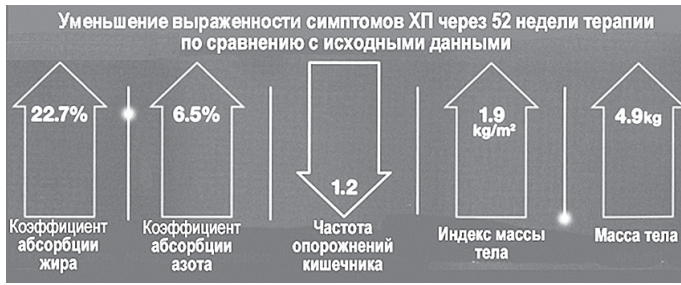 Уменьшение выраженности симптомов ХП через 52 недели терапии
по сравнению с исходными данными
22.7%
6.5%
1.2
1.9
kg/m²
4.9kg
Коэффициент
абсорбции
жира
Коэффициент
абсорбции
азота
Частота
опорожнений
кишечника
Индекс массы
тела
Масса тела